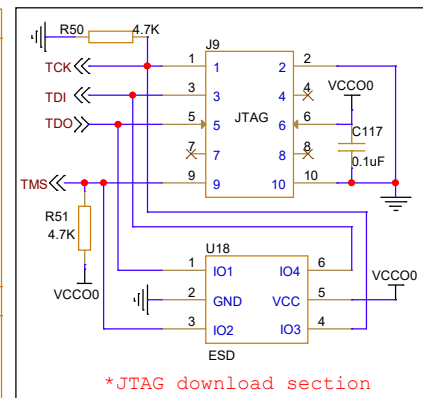 R50 4.7K
J9
TCK 1 1 2 2
TDI 3 3 4 4 VCCO0
TDO 5 5 JTAG 6 6
C117
7 7 8 8
0.1uF
TMS 9 9 10 10
R51
4.7K
U18
VCCO0
1 IO1 IO4 6
VCCO0
2 GND VCC 5
3 IO2 IO3 4
ESD
*JTAG download section